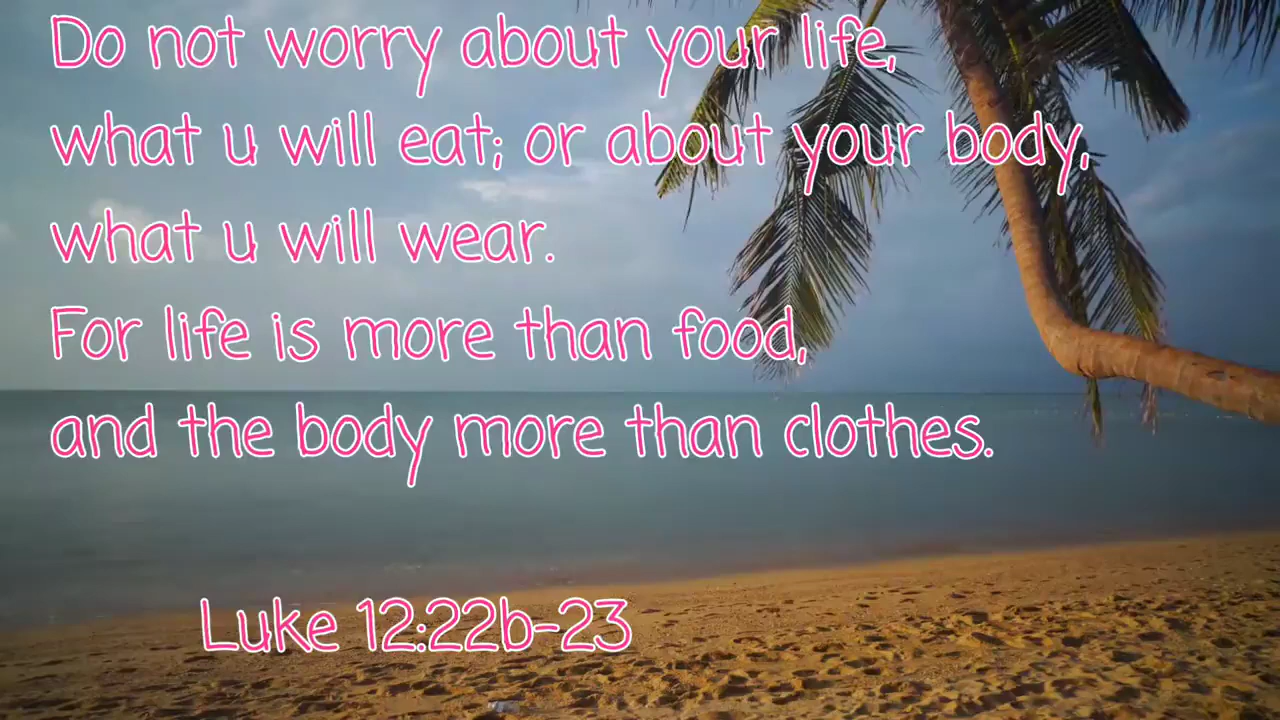 Do not worry about your life,
what u will eat; or about your body,
what u will wear.
For life is more than food,
and the body more than clothes.
Luke 12:22b-23